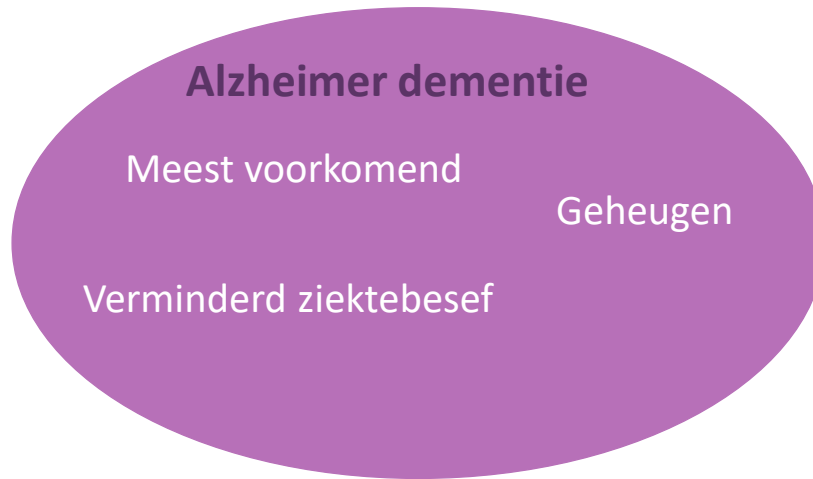 Alzheimer dementie
Meest voorkomend
Geheugen
Verminderd ziektebesef